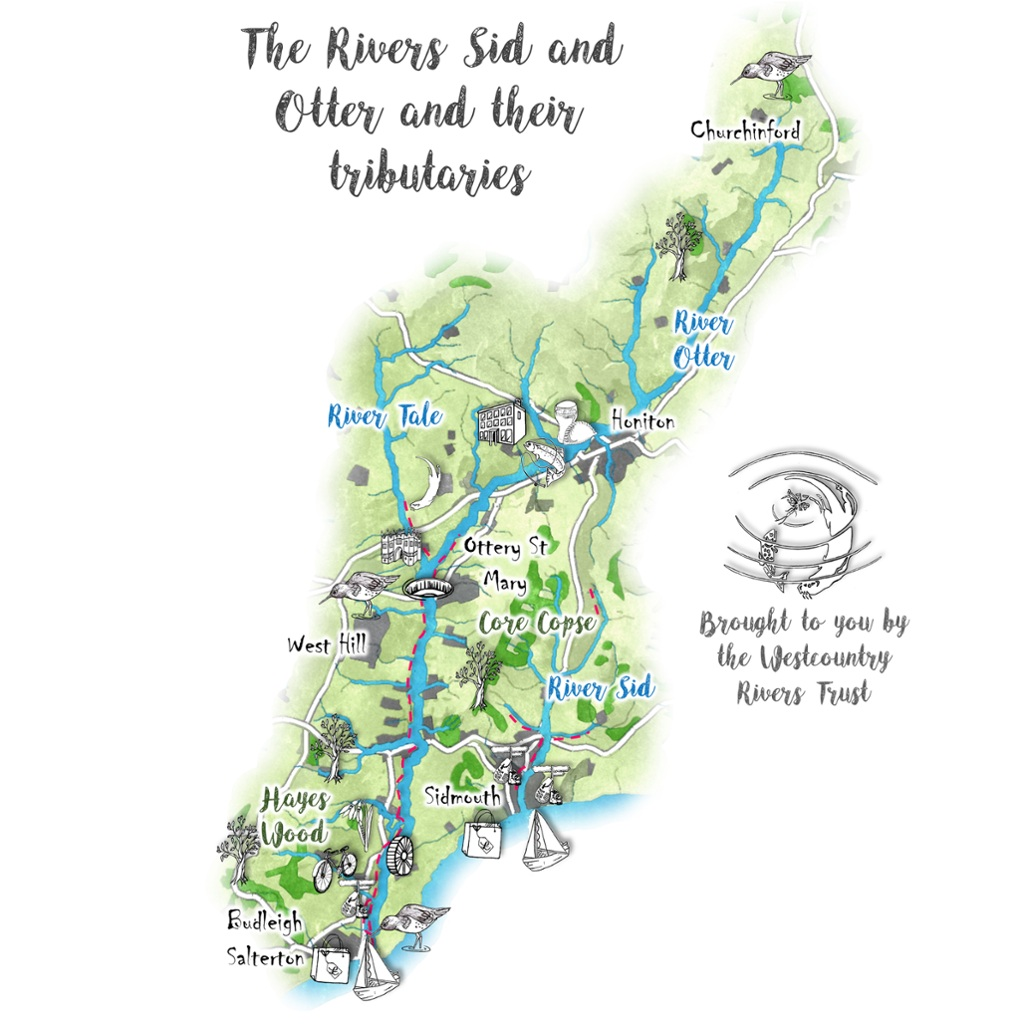 The Rivers Sid and
Otter and their
tributaries
Churchinford
River
Otter
River Tale
Honiton
Ottery St
Mary
Core Copse
West Hill
River Sid
Brought to you by
the Westcountry
Rivers Trust
Hayes
Wood
Sidmouth
Budleigh
Salterton